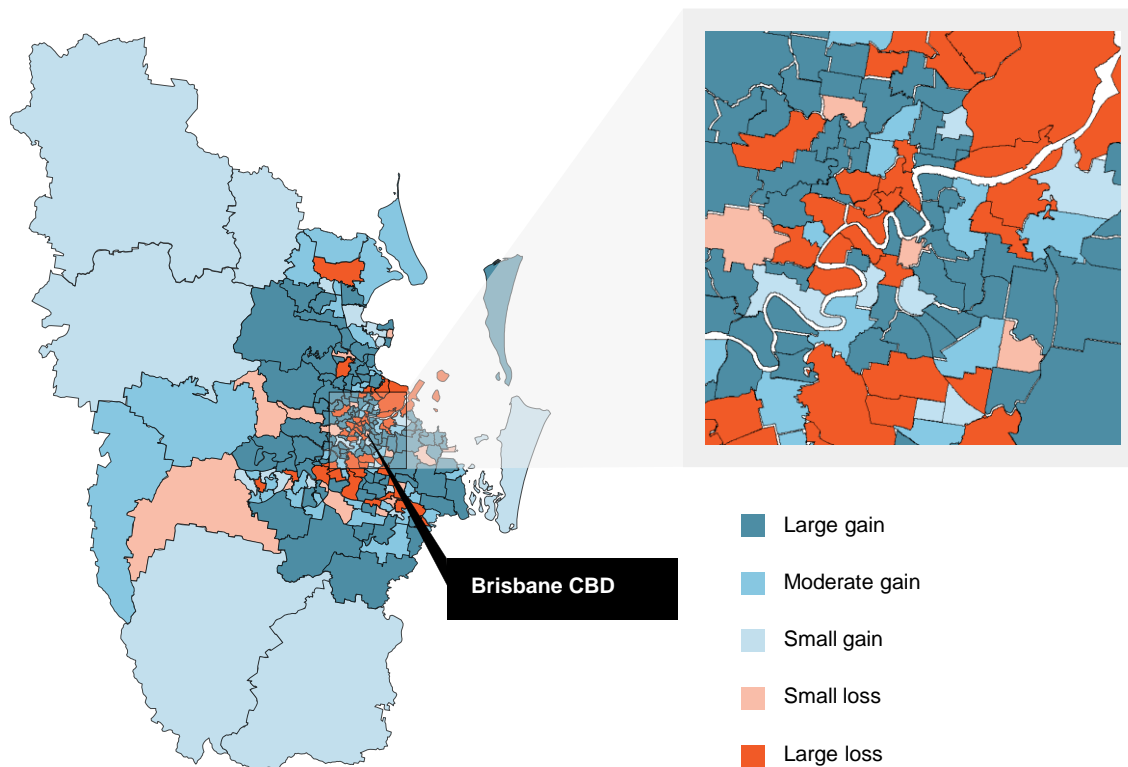 Brisbane CBD
Large gain
Moderate gain
Small gain
Small loss
Large loss